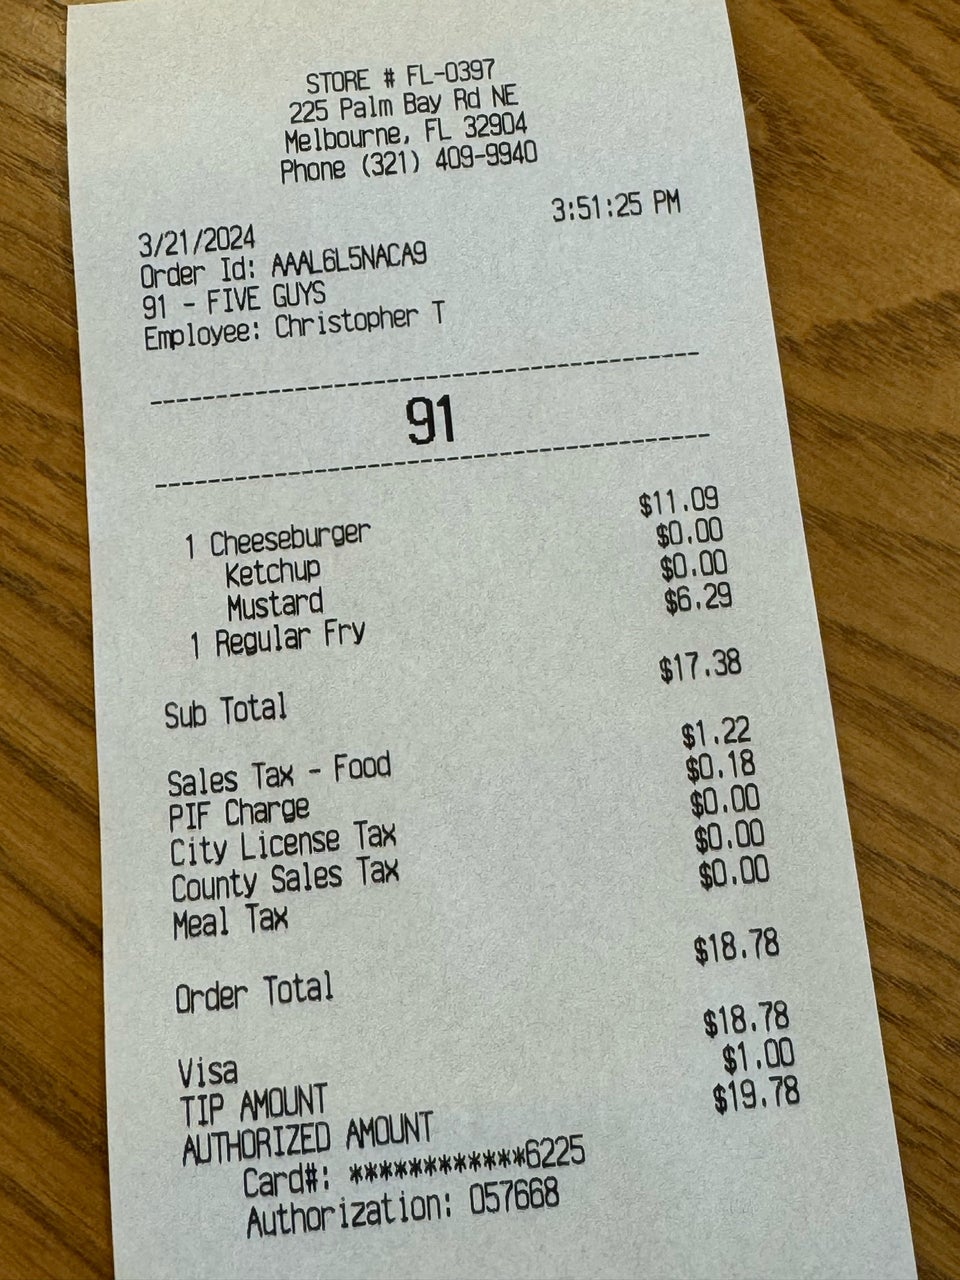 STORE # FL-0397
225 Palm Bay Rd NE
Melbourne, FL 32904
Phone (321) 409-9940
3/21/2024 3:51:25 PM
Order Id: AAAL6L5NACA9
91 - FIVE GUYS
Employee: Christopher T
91
1 Cheeseburger $11.09
Ketchup $0.00
Mustard $0.00
1 Regular Fry $6.29
Sub Total $17.38
Sales Tax - Food $1.22
PIF Charge $0.18
City License Tax $0.00
County Sales Tax $0.00
Meal Tax $0.00
Order Total $18.78
Visa $18.78
TIP AMOUNT $1.00
AUTHORIZED AMOUNT $19.78
Card#: ************6225
Authorization: 057668